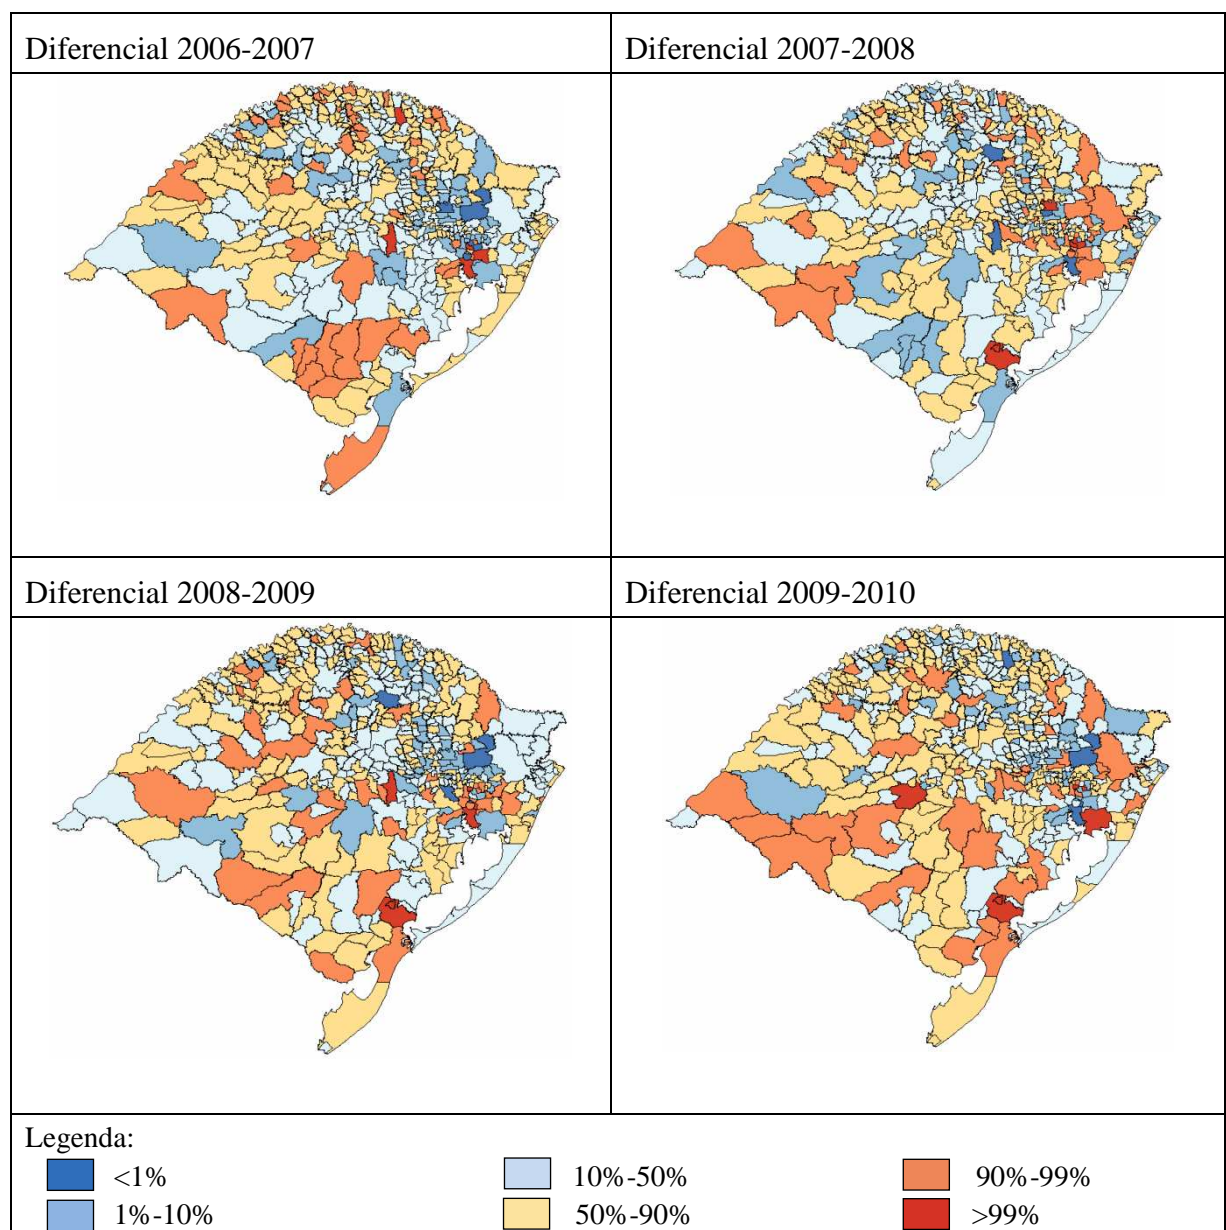 Diferencial 2006-2007
Diferencial 2007-2008
Diferencial 2008-2009
Diferencial 2009-2010
Legenda:
<1%
10%-50%
90%-99%
1%-10%
50%-90%
>99%